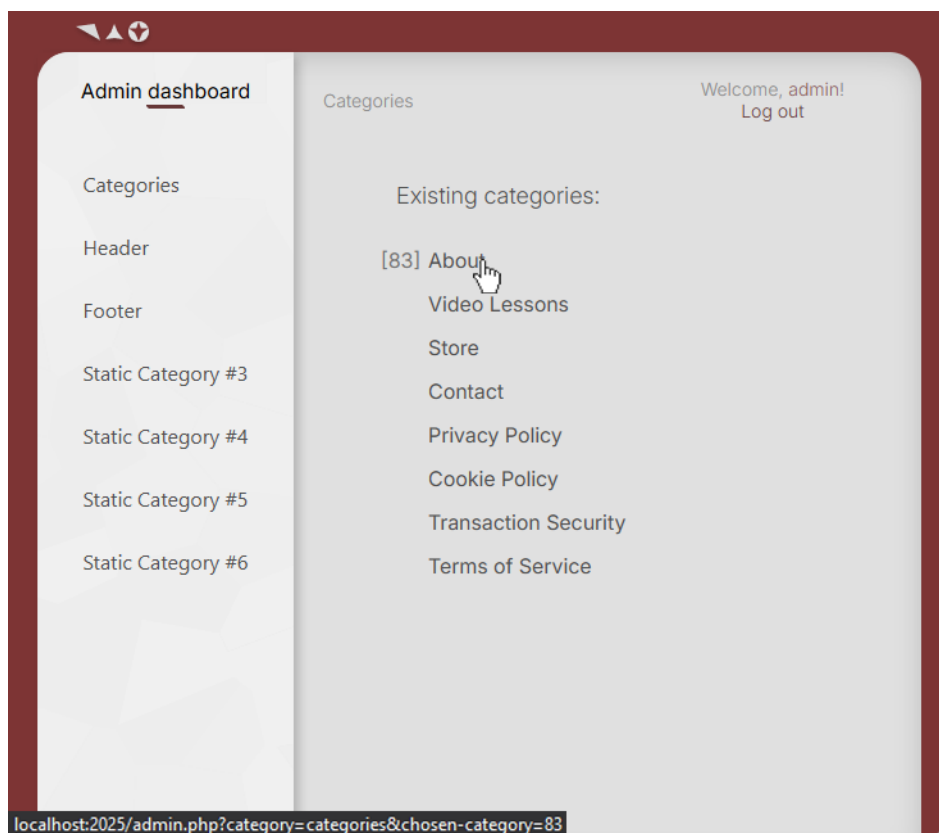 Admin dashboard
Categories
Header
Footer
Static Category #3
Static Category #4
Static Category #5
Static Category #6
Categories
Welcome, admin!
Log out
Existing categories:
[83] About
Video Lessons
Store
Contact
Privacy Policy
Cookie Policy
Transaction Security
Terms of Service
localhost:2025/admin.php?category=categories&chosen-category=83